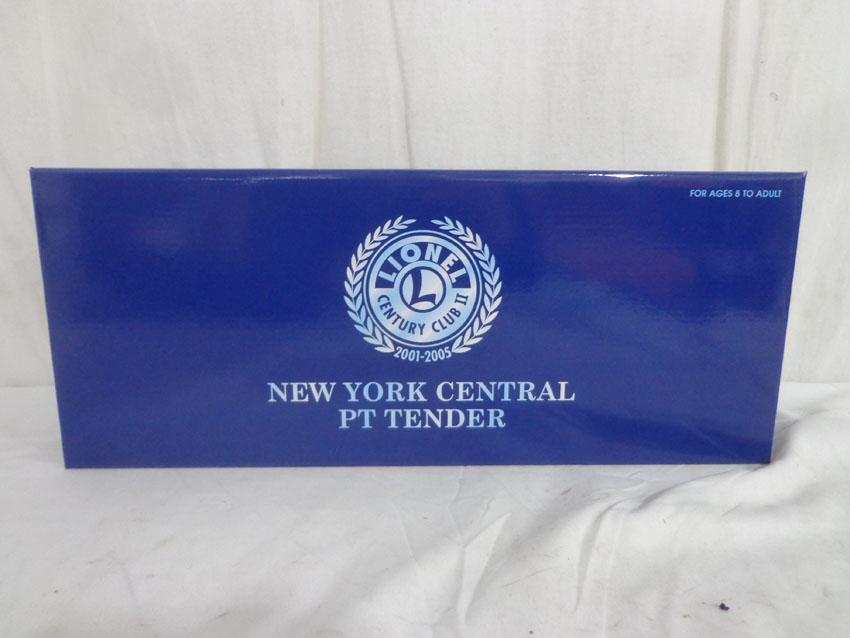 FOR AGES 8 TO ADULT
LIONEL
L
CENTURY CLUB II
2001-2005
NEW YORK CENTRAL
PT TENDER